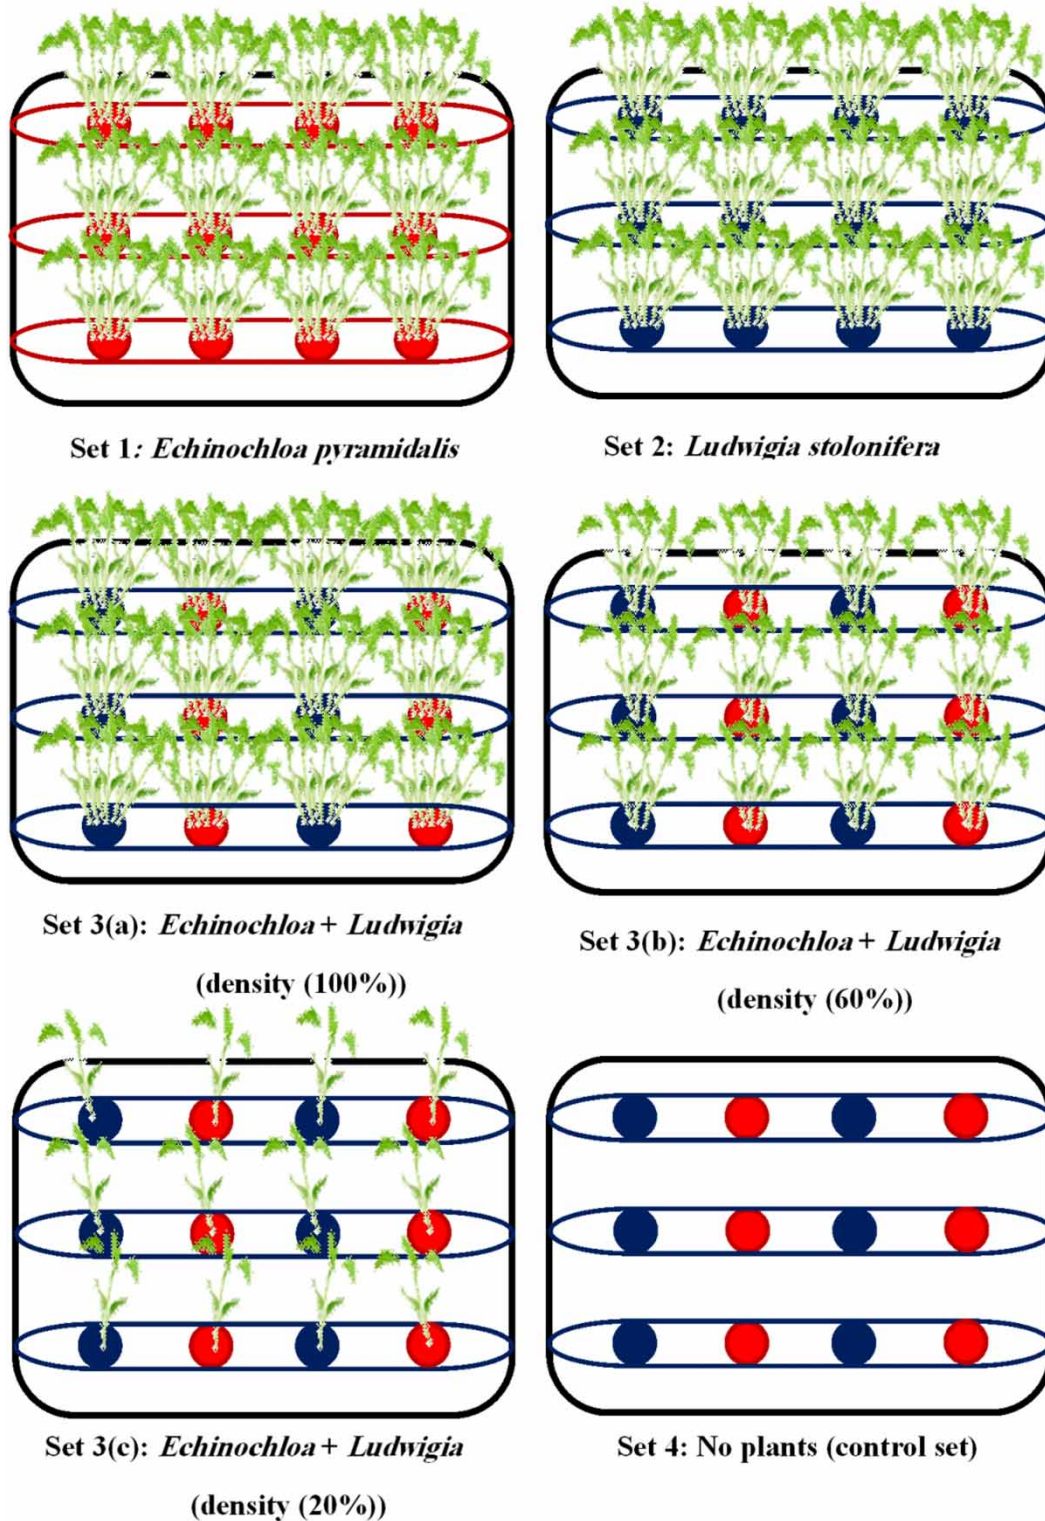 Set 1: Echinochloa pyramidalis
Set 2: Ludwigia stolonifera
Set 3(a): Echinochloa + Ludwigia
(density (100%))
Set 3(b): Echinochloa + Ludwigia
(density (60%))
Set 3(c): Echinochloa + Ludwigia
(density (20%))
Set 4: No plants (control set)